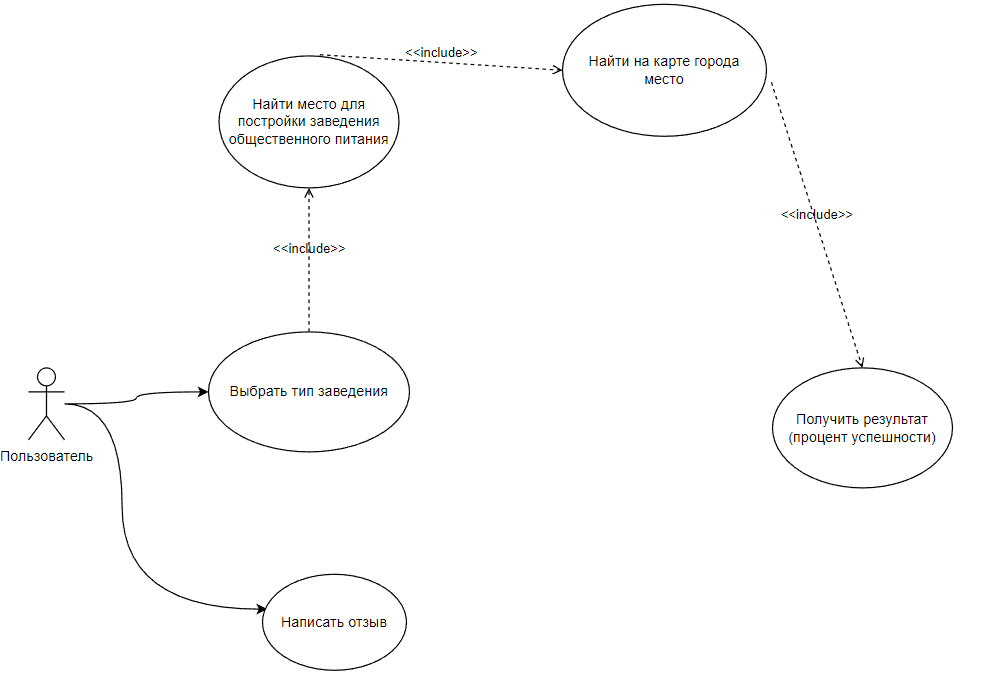 <<include>>
Найти на карте города
место
Найти место для
постройки заведения
общественного питания
<<include>>
<<include>>
Выбрать тип заведения
Получить результат
(процент успешности)
Пользователь
Написать отзыв